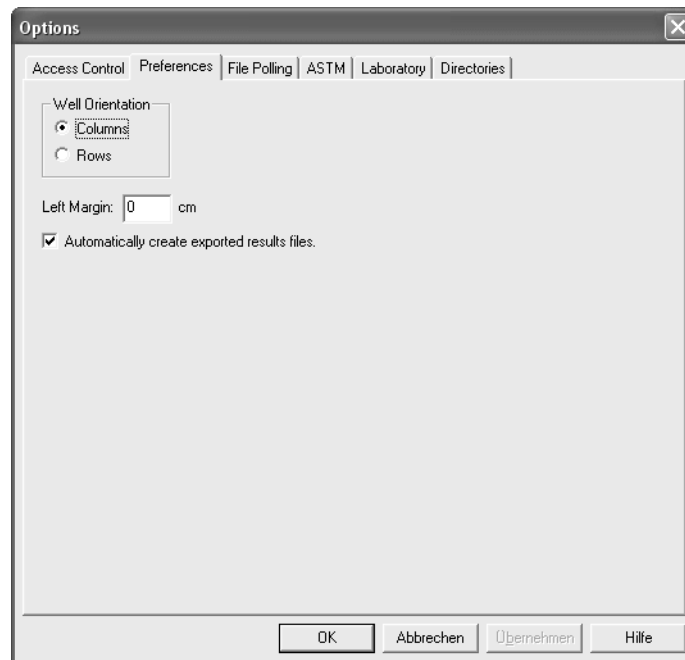 Options
Access Control Preferences File Polling ASTM Laboratory Directories
Well Orientation
Columns
Rows
Left Margin: 0 cm
Automatically create exported results files.
OK Abbrechen Übernehmen Hilfe